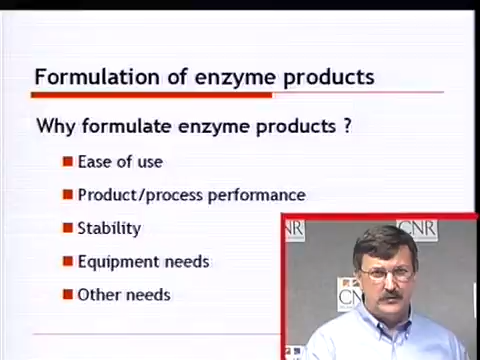 Formulation of enzyme products
Why formulate enzyme products ?
Ease of use
Product/process performance
Stability
Equipment needs
Other needs
CNR
CNR
CN